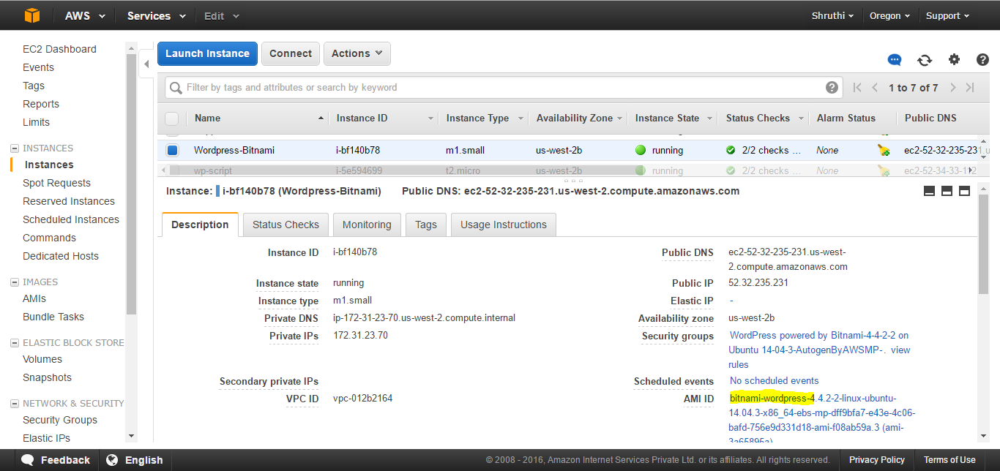 AWS Services Edit Shruthi Oregon Support
EC2 Dashboard
Events
Tags
Reports
Limits
INSTANCES
Instances
Spot Requests
Reserved Instances
Scheduled Instances
Commands
Dedicated Hosts
IMAGES
AMIs
Bundle Tasks
ELASTIC BLOCK STORE
Volumes
Snapshots
NETWORK & SECURITY
Security Groups
Elastic IPs
Launch Instance Connect Actions
Filter by tags and attributes or search by keyword
1 to 7 of 7
Name Instance ID Instance Type Availability Zone Instance State Status Checks Alarm Status Public DNS
Wordpress-Bitnami i-bf140b78 m1.small us-west-2b running 2/2 checks ... None ec2-52-32-235-231.u
wp-script i-5e594699 t2.micro us-west-2b running 2/2 checks ... None ec2-52-34-33-112
Instance: i-bf140b78 (Wordpress-Bitnami) Public DNS: ec2-52-32-235-231.us-west-2.compute.amazonaws.com
Description Status Checks Monitoring Tags Usage Instructions
Instance ID i-bf140b78
Instance state running
Instance type m1.small
Private DNS ip-172-31-23-70.us-west-2.compute.internal
Private IPs 172.31.23.70
Secondary private IPs
VPC ID vpc-012b2164
Public DNS ec2-52-32-235-231.us-west-
2.compute.amazonaws.com
Public IP 52.32.235.231
Elastic IP -
Availability zone us-west-2b
Security groups WordPress powered by Bitnami-4-4-2-2 on
Ubuntu 14-04-3-AutogenByAWSMP-. view
rules
Scheduled events No scheduled events
AMI ID bitnami-wordpress-4.4.2-2-linux-ubuntu-
14.04.3-x86_64-ebs-mp-dff9bfa7-e43e-4c06-
bafd-756e9d331d18-ami-f08ab59a.3 (ami-
3a65895a)
Feedback English © 2008 - 2016, Amazon Internet Services Private Ltd. or its affiliates. All rights reserved. Privacy Policy Terms of Use